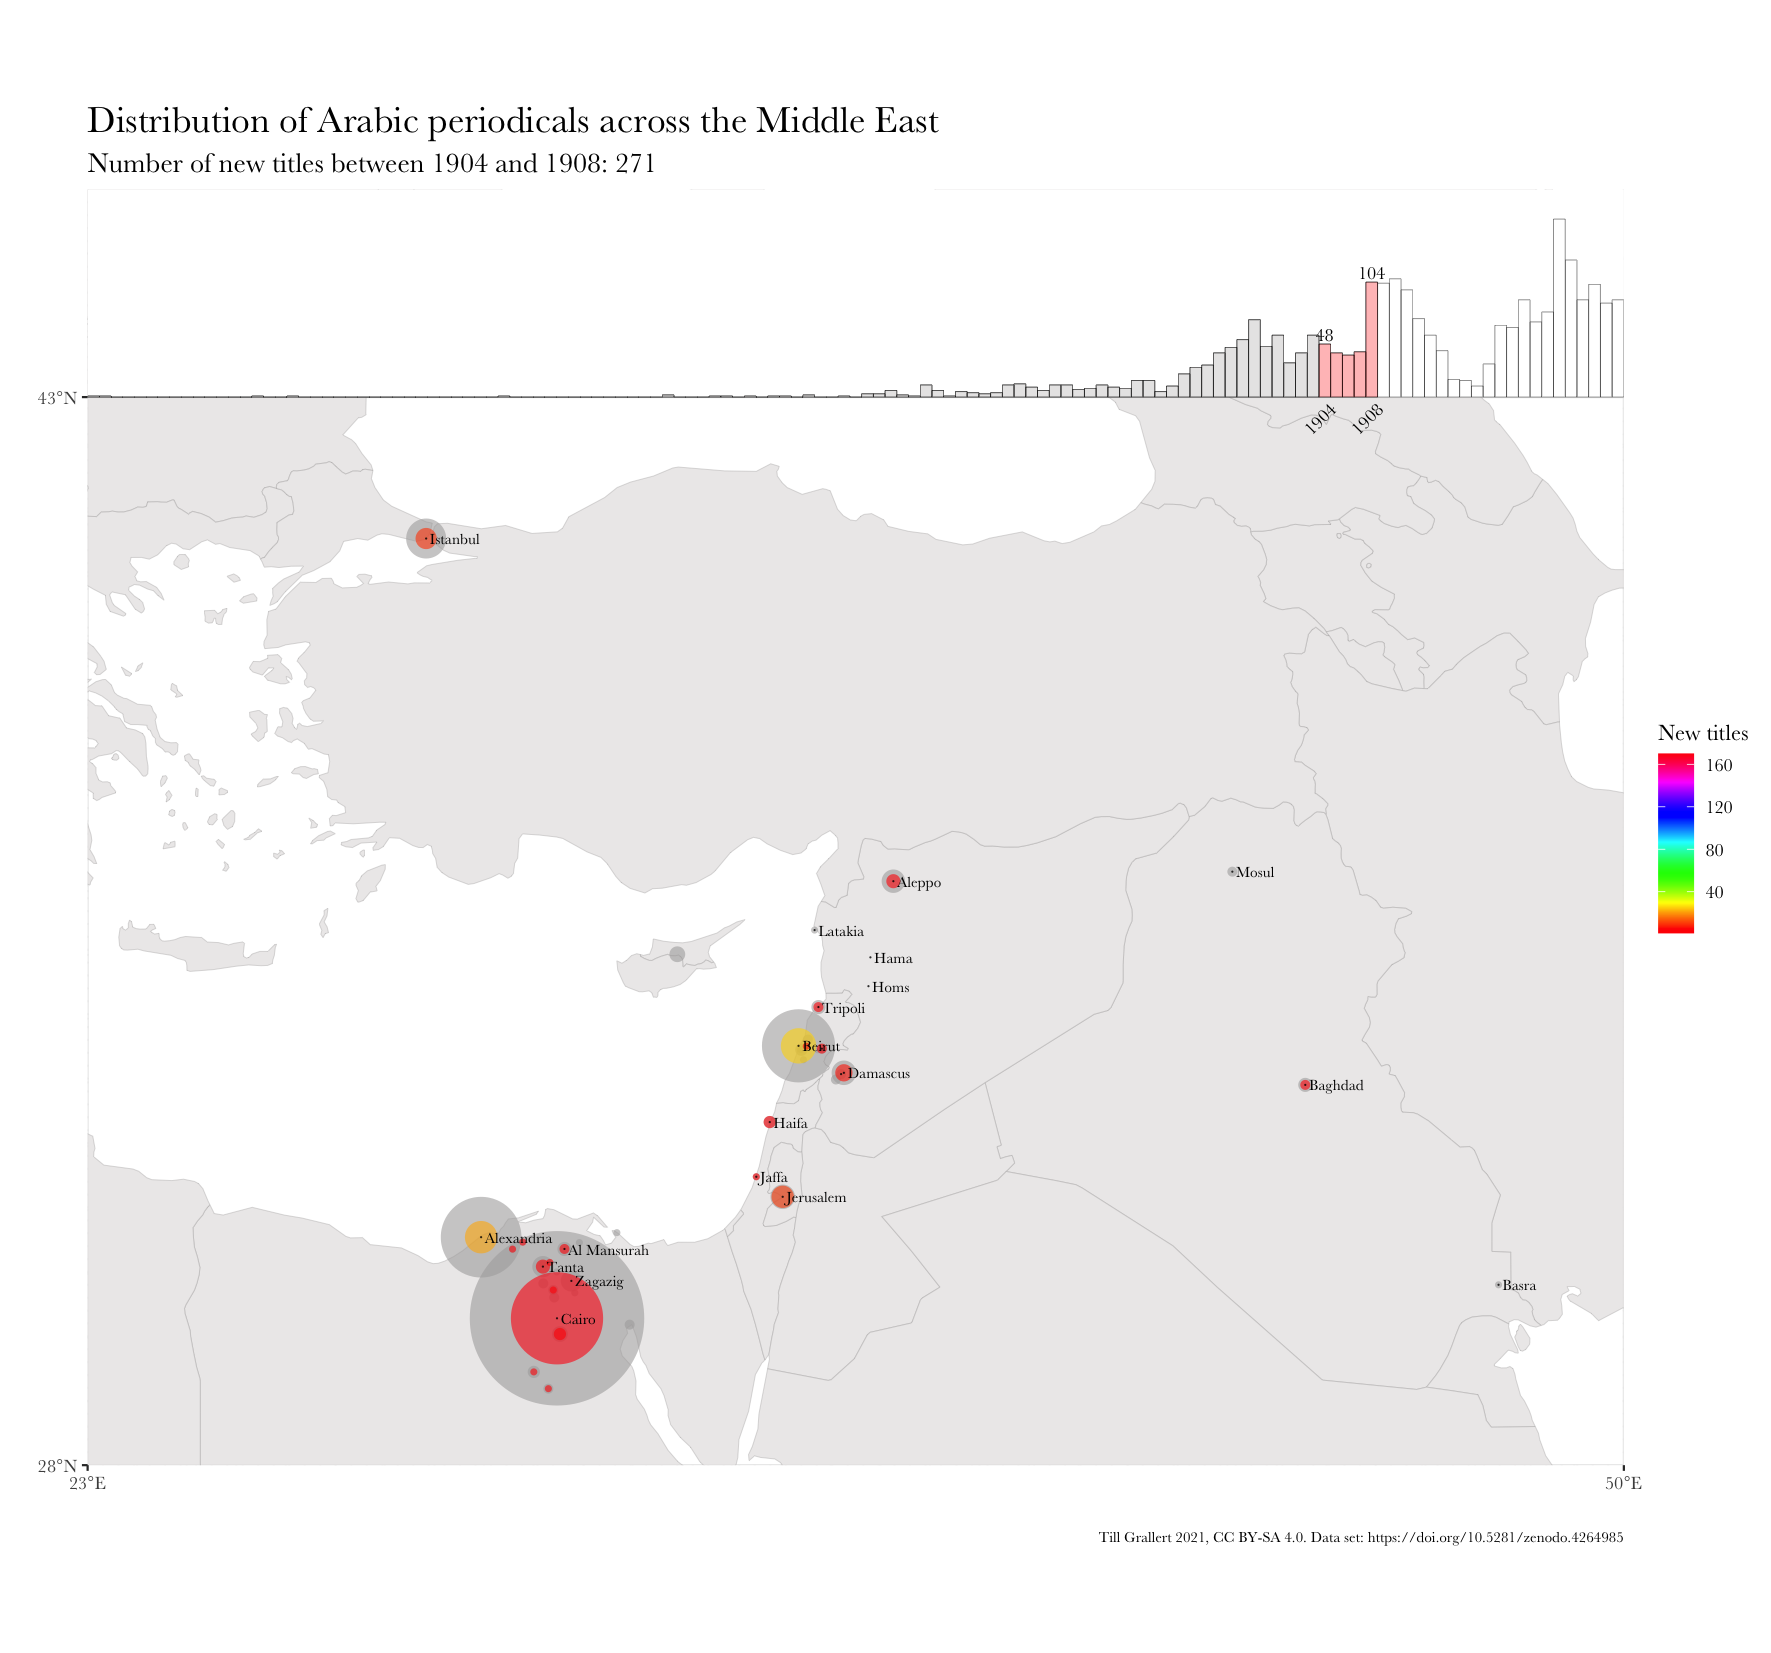 Distribution of Arabic periodicals across the Middle East
Number of new titles between 1904 and 1908: 271
104
48
43°N
1904
1908
Istanbul
New titles
160
120
80
40
Aleppo
Mosul
Latakia
Hama
Homs
Tripoli
Beirut
Damascus
Baghdad
Haifa
Jaffa
Jerusalem
Alexandria
Al Mansurah
Tanta
Zagazig
Basra
Cairo
28°N
23°E
50°E
Till Grallert 2021, CC BY-SA 4.0. Data set: https://doi.org/10.5281/zenodo.4264985